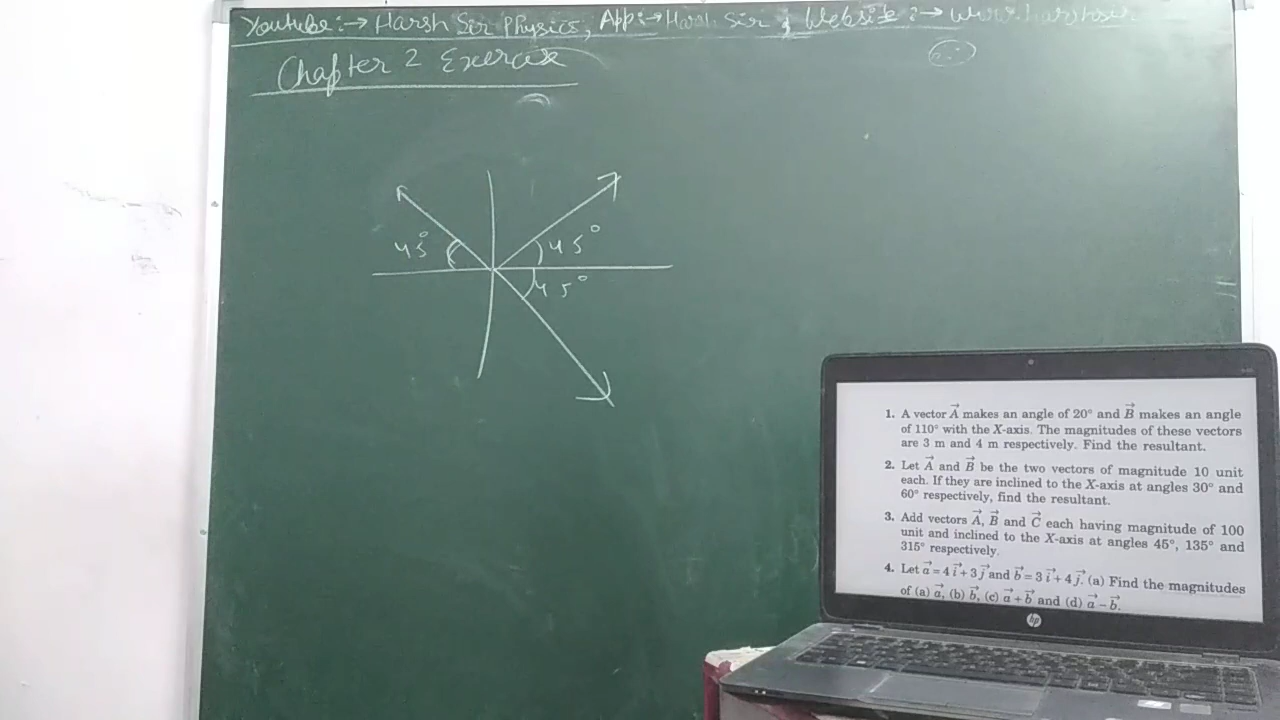 Youtube:→ Harsh Sir Physics, App:→ Harsh Sir, Website:→ www.harshsir
Chapter 2 Exercise
45°
45°
45°
1. A vector A⃗ makes an angle of 20° and B⃗ makes an angle
of 110° with the X-axis. The magnitudes of these vectors
are 3 m and 4 m respectively. Find the resultant.
2. Let A⃗ and B⃗ be the two vectors of magnitude 10 unit
each. If they are inclined to the X-axis at angles 30° and
60° respectively, find the resultant.
3. Add vectors A⃗, B⃗ and C⃗ each having magnitude of 100
unit and inclined to the X-axis at angles 45°, 135° and
315° respectively.
4. Let a⃗ = 4 i⃗ + 3 j⃗ and b⃗ = 3 i⃗ + 4 j⃗. (a) Find the magnitudes
of (a) a⃗, (b) b⃗, (c) a⃗ + b⃗ and (d) a⃗ − b⃗.
hp